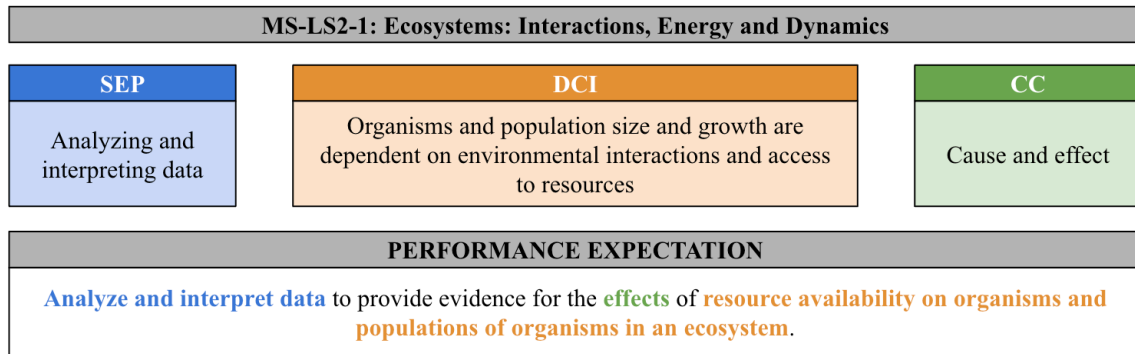 MS-LS2-1: Ecosystems: Interactions, Energy and Dynamics
SEP
Analyzing and
interpreting data
DCI
Organisms and population size and growth are
dependent on environmental interactions and access
to resources
CC
Cause and effect
PERFORMANCE EXPECTATION
Analyze and interpret data to provide evidence for the effects of resource availability on organisms and
populations of organisms in an ecosystem.